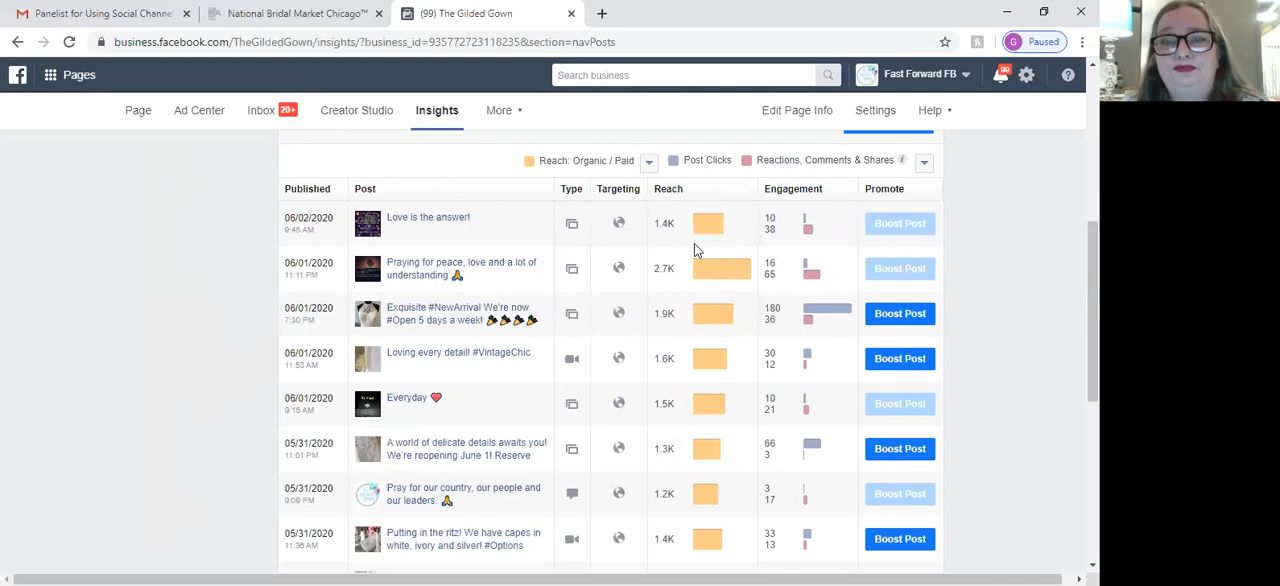 Panelist for Using Social Channe
National Bridal Market Chicago™
(99) The Gilded Gown
business.facebook.com/TheGildedGown/insights/?business_id=935772723119235&section=navPosts
G Paused
Pages
Search business
Fast Forward FB
99
Page
Ad Center
Inbox 20+
Creator Studio
Insights
More
Edit Page Info
Settings
Help
Reach: Organic / Paid
Post Clicks
Reactions, Comments & Shares
Published Post Type Targeting Reach Engagement Promote
06/02/2020 Love is the answer! 1.4K 10 Boost Post
9:45 AM 38
06/01/2020 Praying for peace, love and a lot of 2.7K 16 Boost Post
11:11 PM understanding 🙏 65
06/01/2020 Exquisite #NewArrival We're now 1.9K 180 Boost Post
7:30 PM #Open 5 days a week! 🎉🎉🎉🎉 36
06/01/2020 Loving every detail! #VintageChic 1.6K 30 Boost Post
11:53 AM 12
06/01/2020 Everyday ❤️ 1.5K 10 Boost Post
9:15 AM 21
05/31/2020 A world of delicate details awaits you! 1.3K 66 Boost Post
11:01 PM We're reopening June 1! Reserve 3
05/31/2020 Pray for our country, our people and 1.2K 3 Boost Post
9:09 PM our leaders. 🙏 17
05/31/2020 Putting in the ritz! We have capes in 1.4K 33 Boost Post
11:36 AM white, ivory and silver! #Options 13